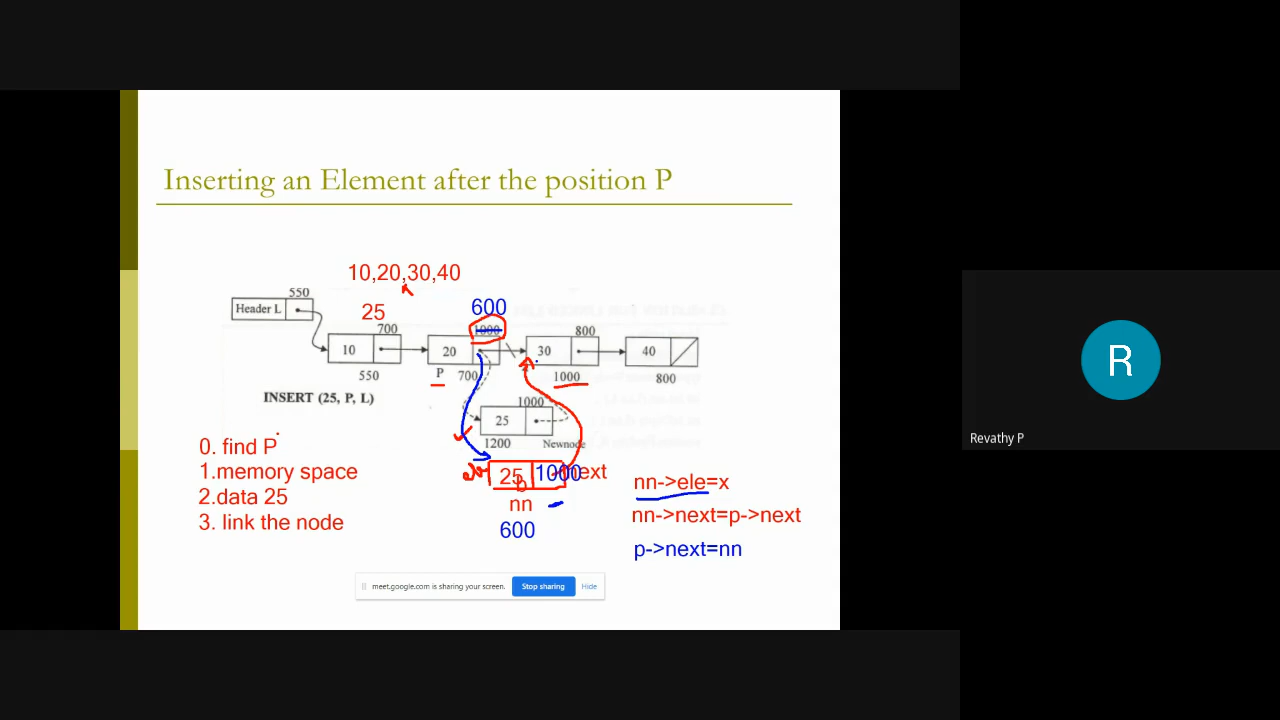 Inserting an Element after the position P
10,20,30,40
550
Header L
25
600
700
1000
800
10
20
30
40
550
P
700
1000
800
INSERT (25, P, L)
1000
25
1200
Newnode
0. find P
1.memory space
2.data 25
3. link the node
25
1000
next
nn
600
nn->ele=x
nn->next=p->next
p->next=nn
meet.google.com is sharing your screen.
Stop sharing
Hide
R
Revathy P